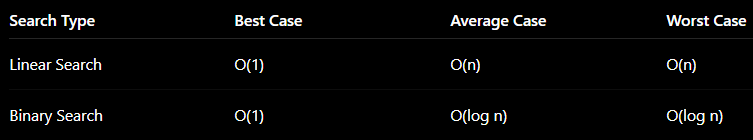 Search Type Best Case Average Case Worst Case
Linear Search O(1) O(n) O(n)
Binary Search O(1) O(log n) O(log n)